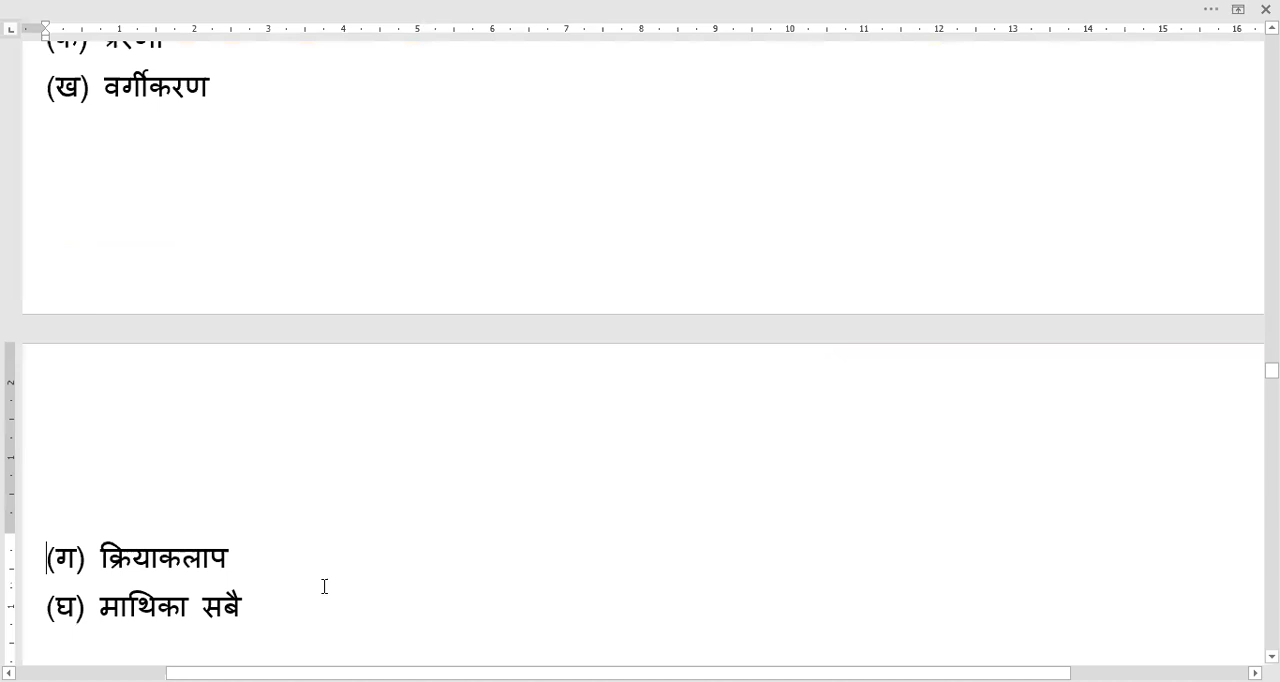 (ख) वर्गीकरण
(ग) क्रियाकलाप
(घ) माथिका सबै